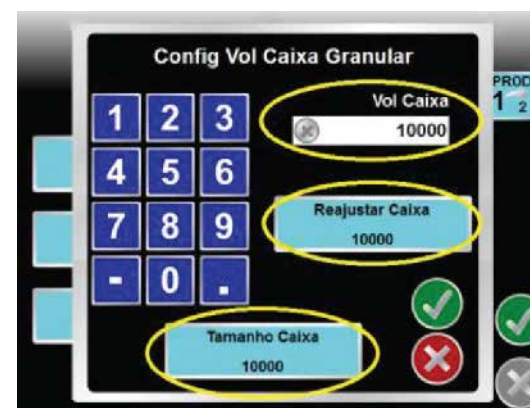 Config Vol Caixa Granular
Vol Caixa
10000
1 2 3
4 5 6
7 8 9
- 0 .
Reajustar Caixa
10000
Tamanho Caixa
10000
PROD
1 2